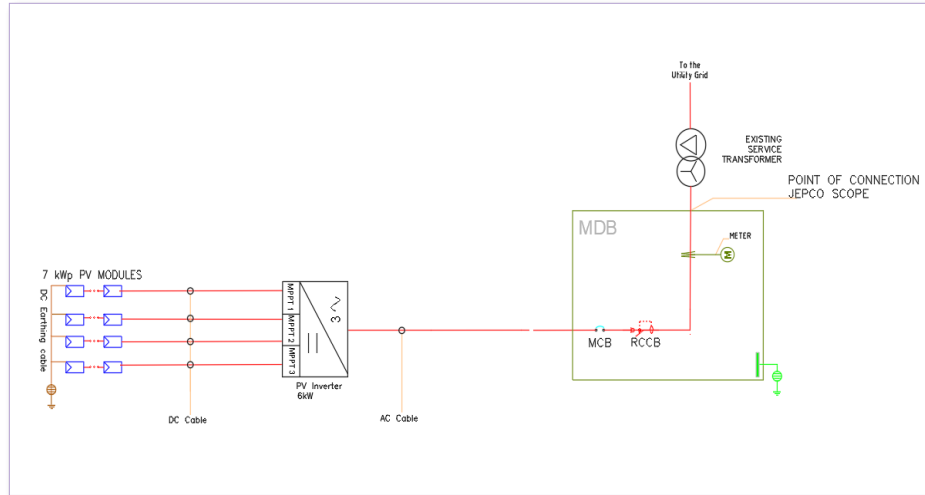 To the
Utility Grid
EXISTING
SERVICE
TRANSFORMER
POINT OF CONNECTION
JEPCO SCOPE
MDB
METER
M
7 kWp PV MODULES
DC Earthing cable
MPPT 1
MPPT 2
MPPT 3
3
MCB
RCCB
PV Inverter
6kW
DC Cable
AC Cable